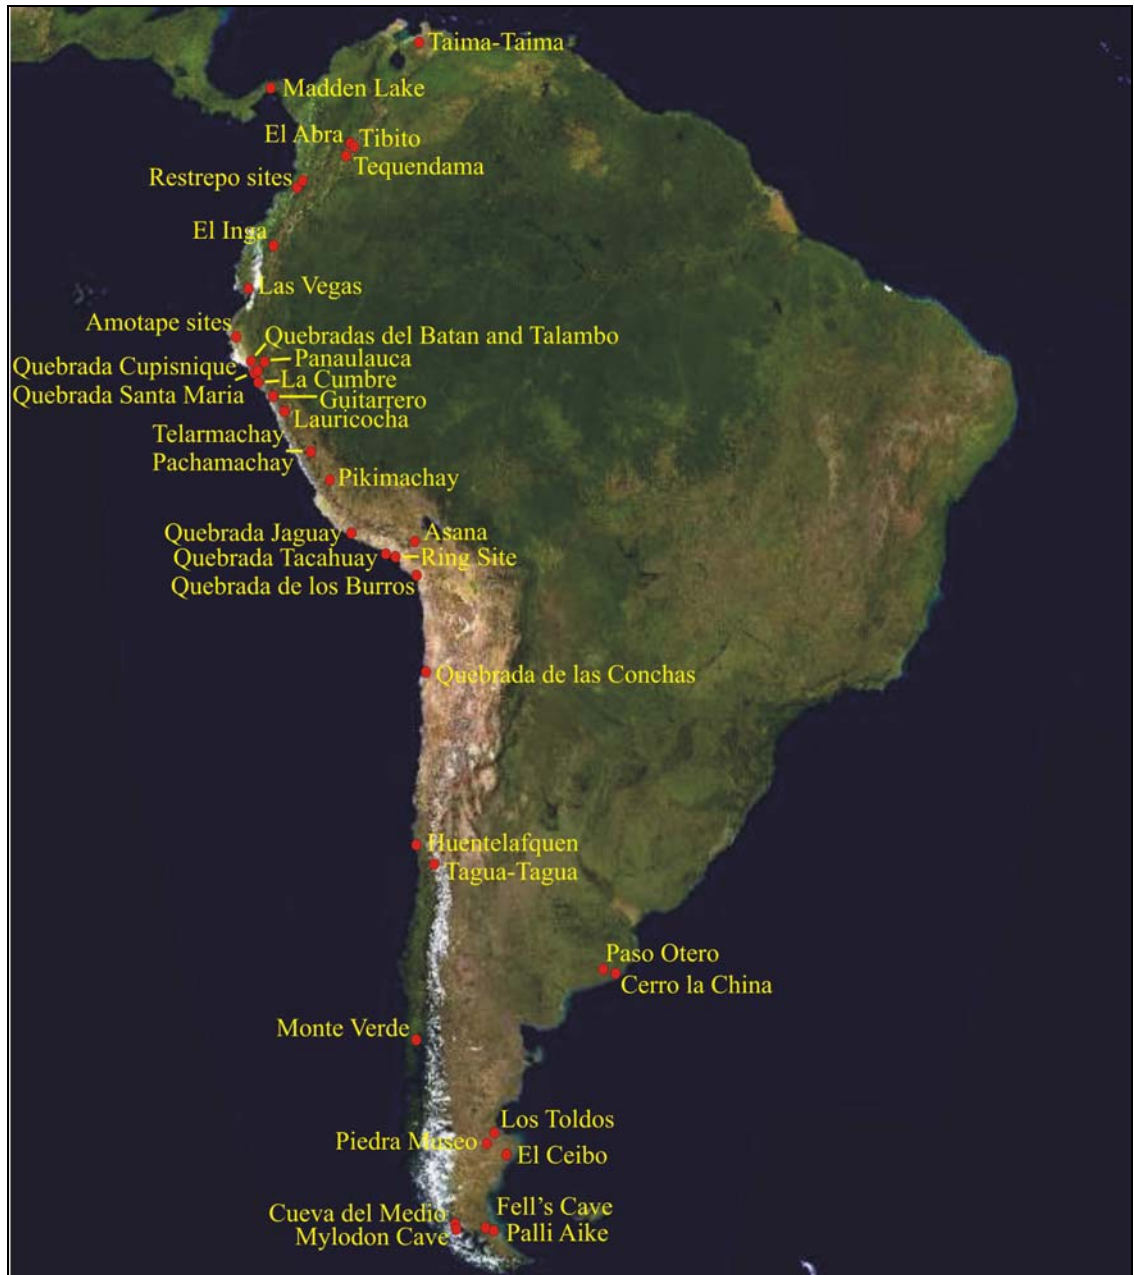 Taima-Taima
Madden Lake
El Abra
Tibito
Tequendama
Restrepo sites
El Inga
Las Vegas
Amotape sites
Quebradas del Batan and Talambo
Quebrada Cupisnique
Panaulauca
La Cumbre
Quebrada Santa Maria
Guitarrero
Lauricocha
Telarmachay
Pachamachay
Pikimachay
Quebrada Jaguay
Asana
Quebrada Tacahuay
Ring Site
Quebrada de los Burros
Quebrada de las Conchas
Huentelafquen
Tagua-Tagua
Paso Otero
Cerro la China
Monte Verde
Los Toldos
Piedra Museo
El Ceibo
Cueva del Medio
Fell's Cave
Mylodon Cave
Palli Aike